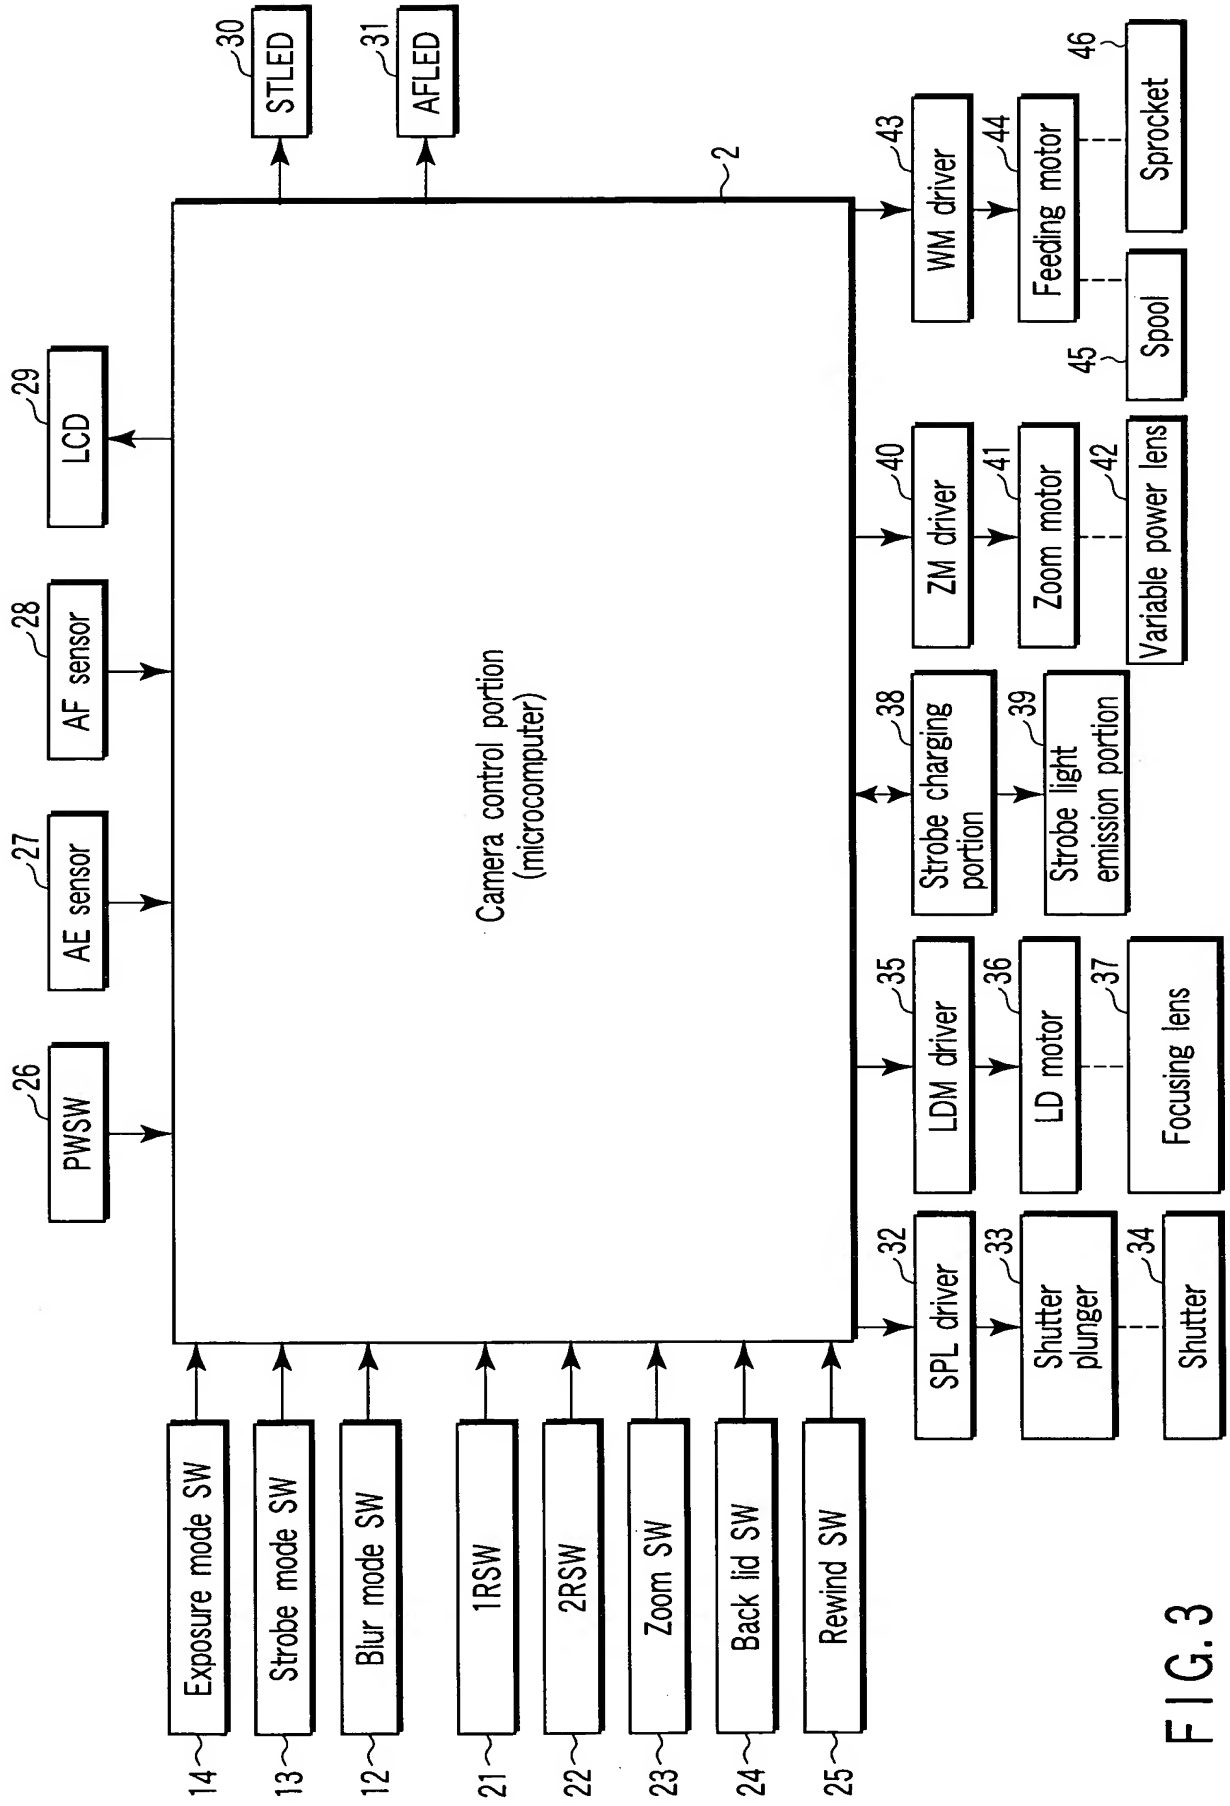 26
PWSW
27
AE sensor
28
AF sensor
29
LCD
14
Exposure mode SW
13
Strobe mode SW
12
Blur mode SW
21
1RSW
22
2RSW
23
Zoom SW
24
Back lid SW
25
Rewind SW
Camera control portion
(microcomputer)
30
STLED
31
AFLED
2
32
SPL driver
33
Shutter
plunger
34
Shutter
35
LDM driver
36
LD motor
37
Focusing lens
38
Strobe charging
portion
39
Strobe light
emission portion
40
ZM driver
41
Zoom motor
42
Variable power lens
43
WM driver
44
Feeding motor
45
Spool
46
Sprocket
FIG. 3